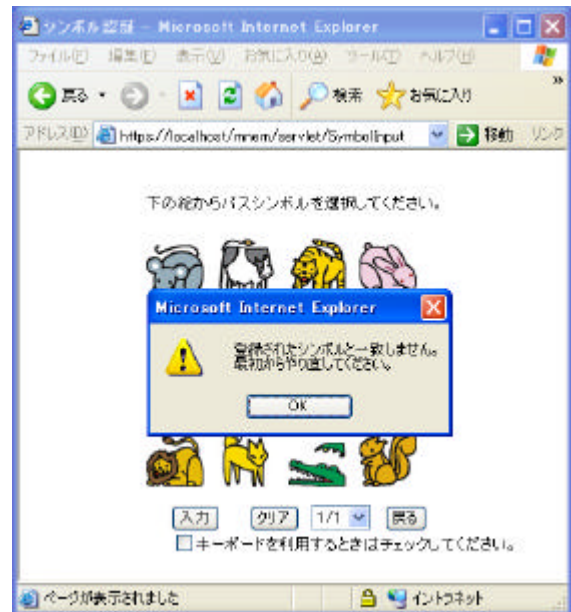 シンボル認証 - Microsoft Internet Explorer
ファイル(F) 編集(E) 表示(V) お気に入り(A) ツール(T) ヘルプ(H)
戻る 検索 お気に入り »
アドレス(D) https://localhost/mnem/servlet/SymbolInput 移動 リンク
下の絵からパスシンボルを選択してください。
Microsoft Internet Explorer
登録されたシンボルと一致しません。
最初からやり直してください。
OK
入力 クリア 1/1 戻る
キーボードを利用するときはチェックしてください。
ページが表示されました イントラネット